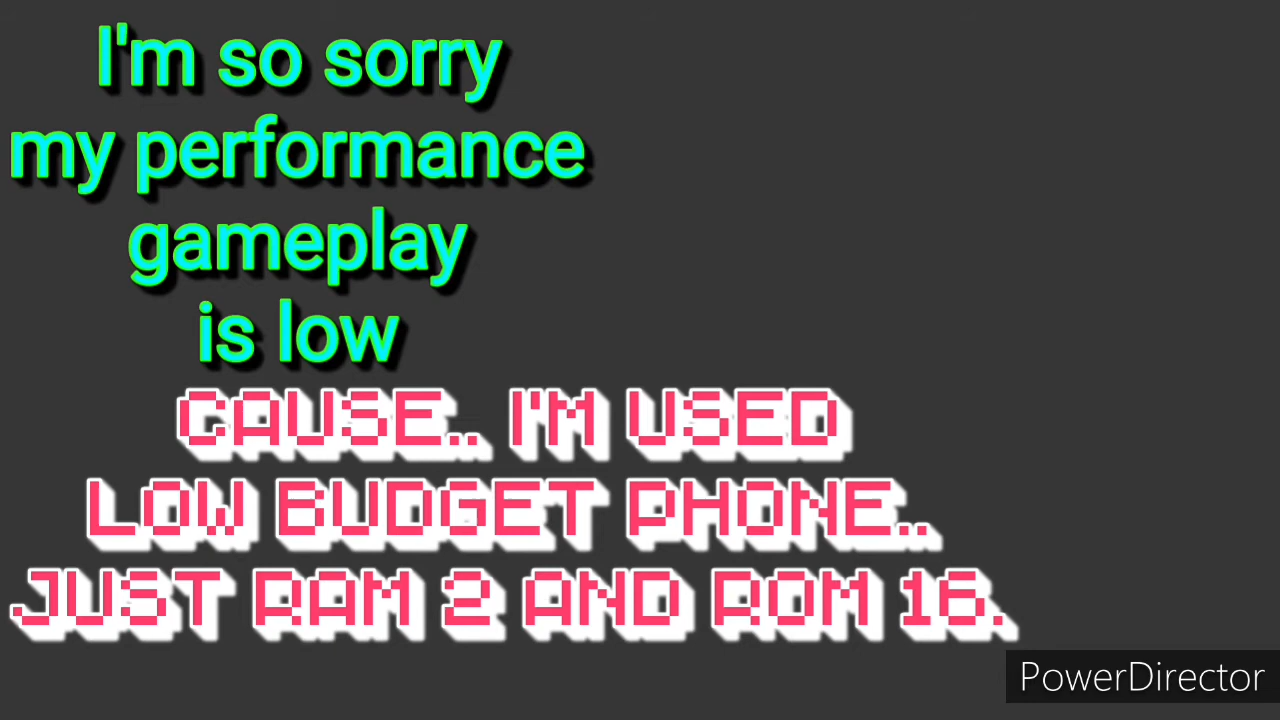 I'm so sorry
my performance
gameplay
is low
CAUSE.. I'M USED
LOW BUDGET PHONE..
JUST RAM 2 AND ROM 16.
PowerDirector